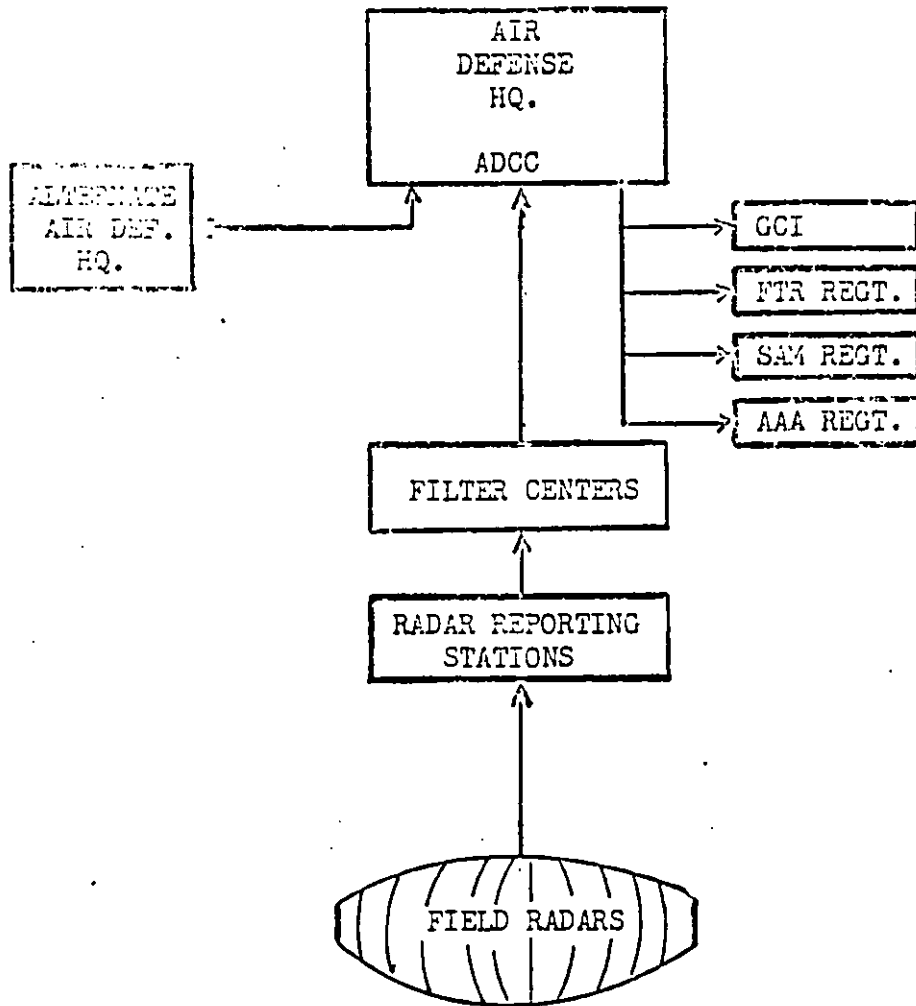 AIR
DEFENSE
HQ.
ADCC
ALTERNATE
AIR DEF.
HQ.
GCI
FTR REGT.
SAM REGT.
AAA REGT.
FILTER CENTERS
RADAR REPORTING
STATIONS
FIELD RADARS